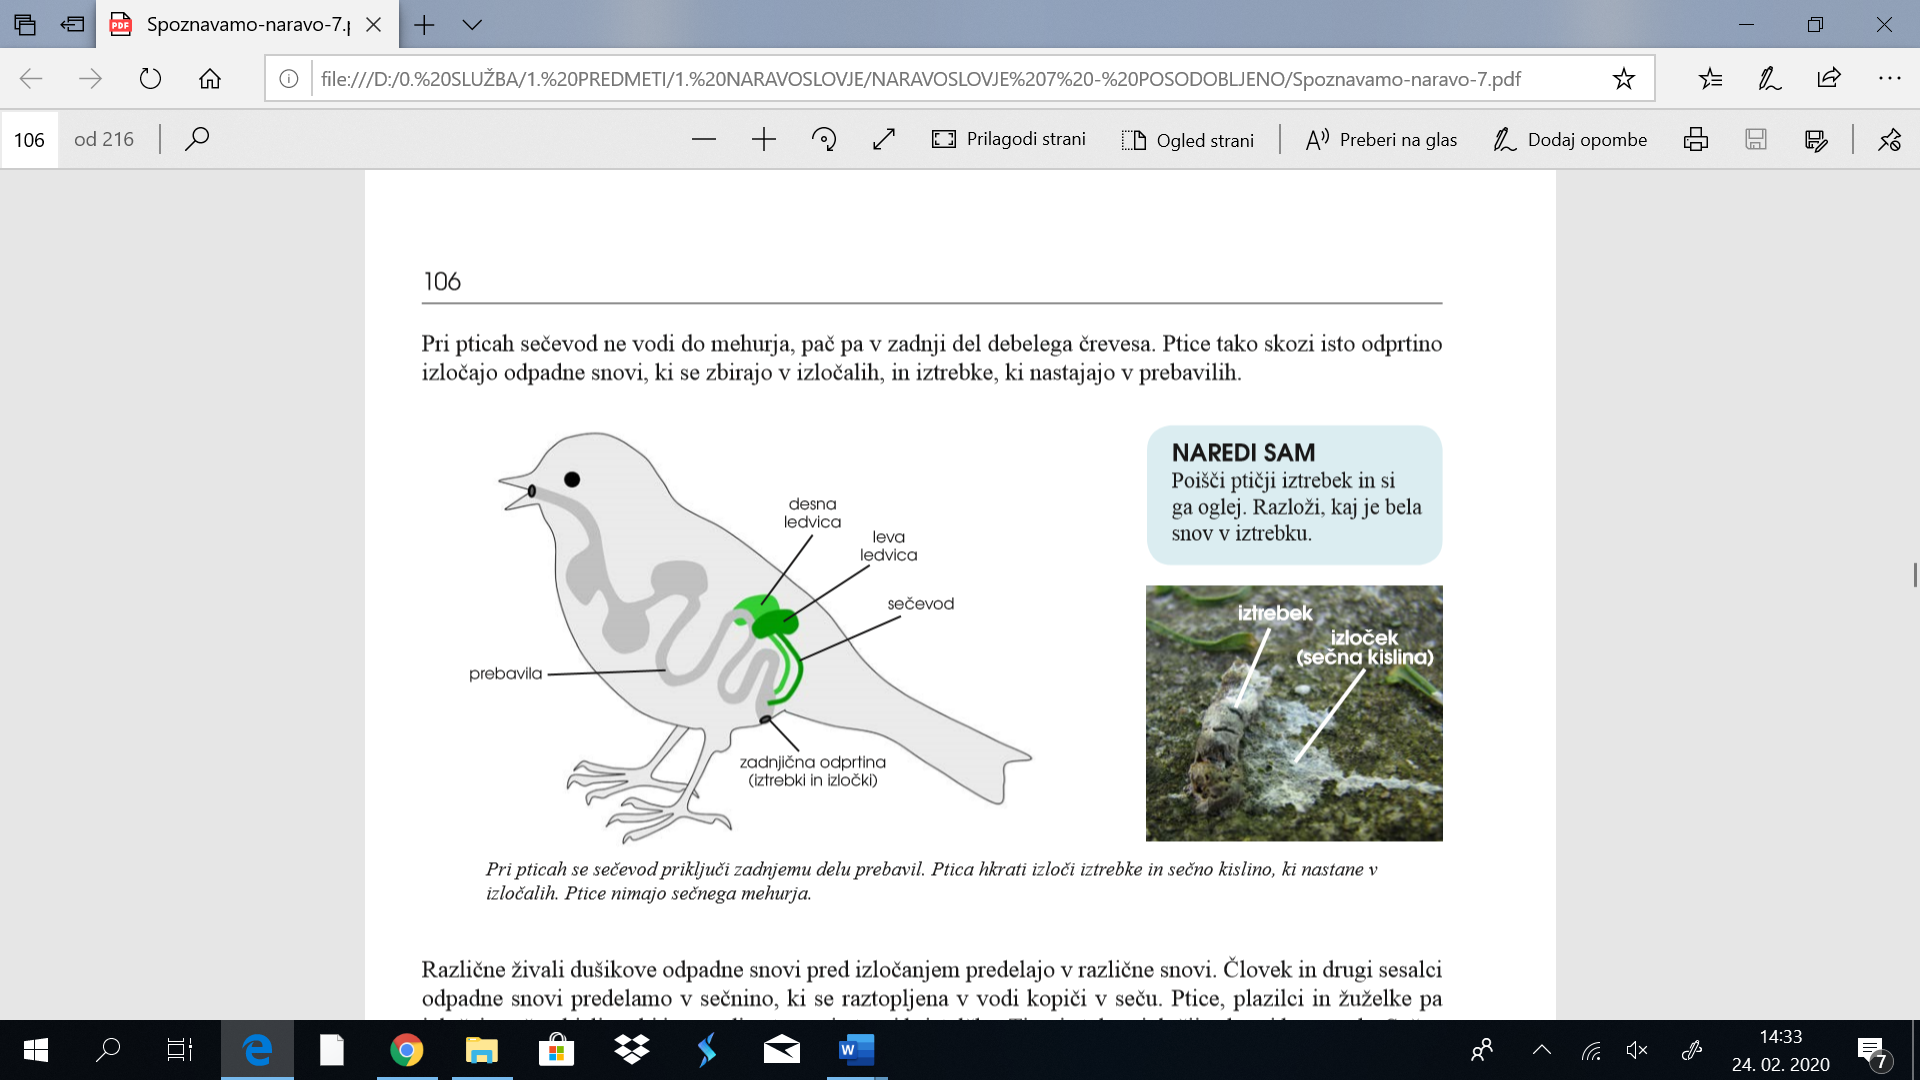 Spoznavamo-naravo-7.p
file:///D:/0.%20SLUŽBA/1.%20PREDMETI/1.%20NARAVOSLOVJE/NARAVOSLOVJE%207%20-%20POSODOBLJENO/Spoznavamo-naravo-7.pdf
106 od 216
Prilagodi strani
Ogled strani
Preberi na glas
Dodaj opombe
106
Pri pticah sečevod ne vodi do mehurja, pač pa v zadnji del debelega črevesa. Ptice tako skozi isto odprtino
izločajo odpadne snovi, ki se zbirajo v izločalih, in iztrebke, ki nastajajo v prebavilih.
desna
ledvica
leva
ledvica
sečevod
prebavila
zadnjična odprtina
(iztrebki in izločki)
NAREDI SAM
Poišči ptičji iztrebek in si
ga oglej. Razloži, kaj je bela
snov v iztrebku.
iztrebek
izloček
(sečna kislina)
Pri pticah se sečevod priključi zadnjemu delu prebavil. Ptica hkrati izloči iztrebke in sečno kislino, ki nastane v
izločalih. Ptice nimajo sečnega mehurja.
Različne živali dušikove odpadne snovi pred izločanjem predelajo v različne snovi. Človek in drugi sesalci
odpadne snovi predelamo v sečnino, ki se raztopljena v vodi kopiči v seču. Ptice, plazilci in žuželke pa
14:33
24. 02. 2020
7